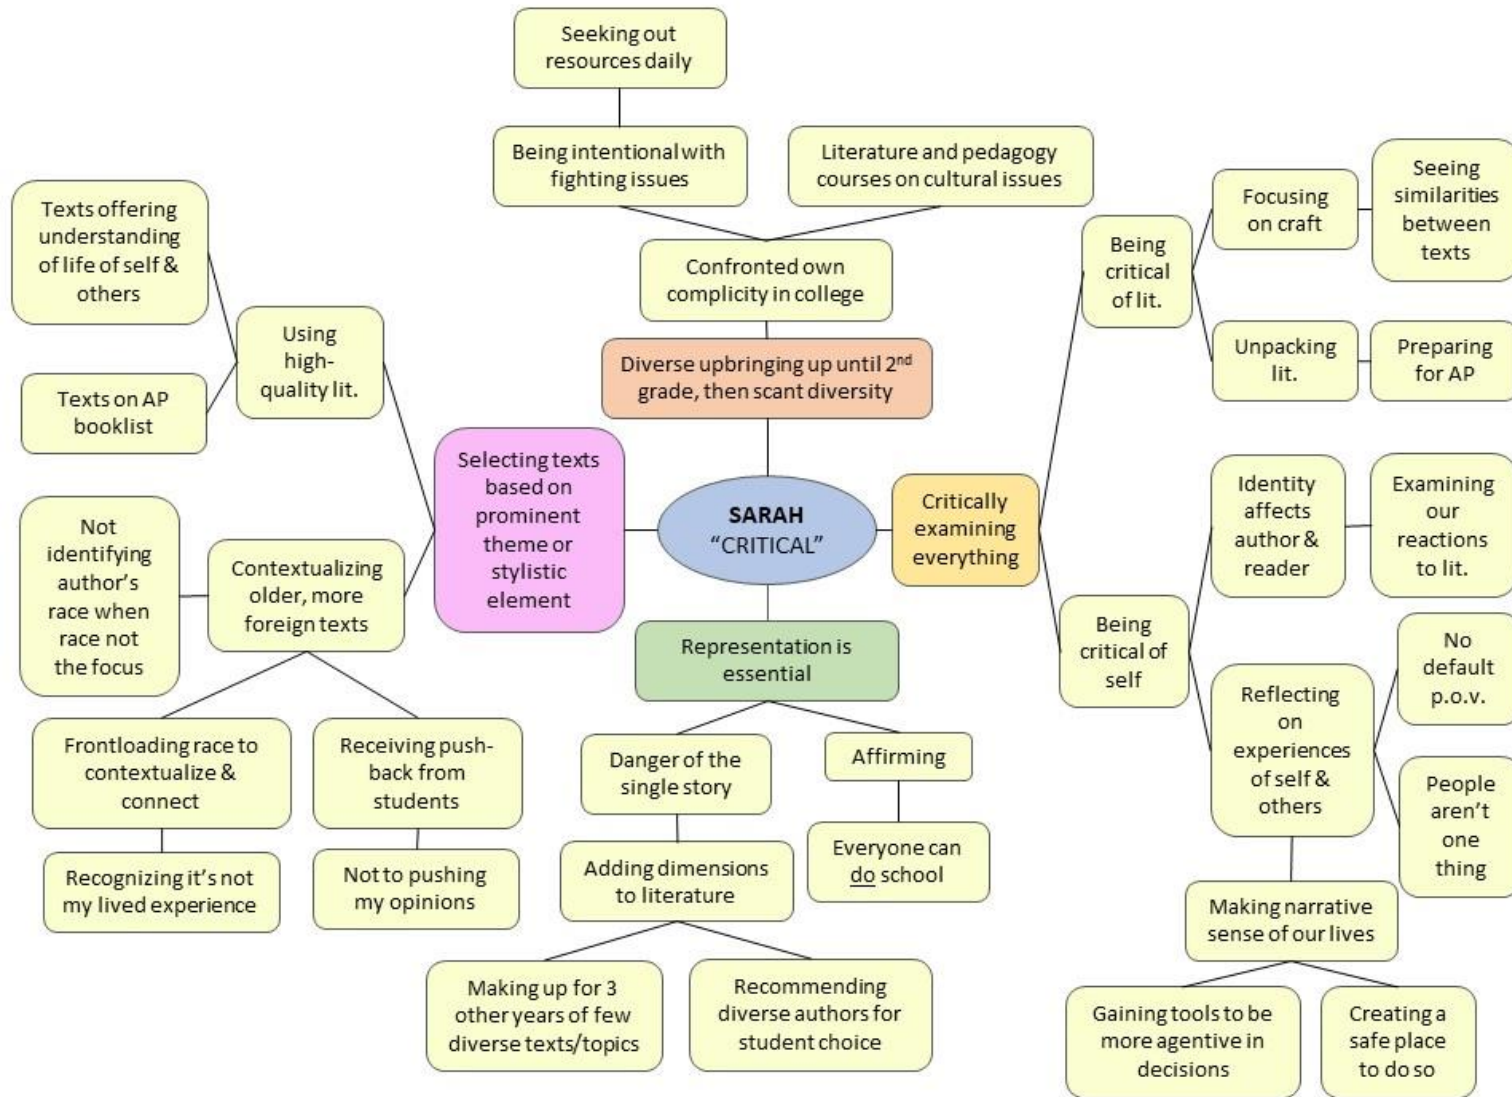 Seeking out
resources daily
Being intentional with
fighting issues
Literature and pedagogy
courses on cultural issues
Confronted own
complicity in college
Diverse upbringing up until 2nd
grade, then scant diversity
Texts offering
understanding
of life of self &
others
Using
high-
quality lit.
Texts on AP
booklist
Selecting texts
based on
prominent
theme or
stylistic
element
Not
identifying
author's
race when
race not
the focus
Contextualizing
older, more
foreign texts
Frontloading race to
contextualize &
connect
Receiving push-
back from
students
Recognizing it's not
my lived experience
Not to pushing
my opinions
SARAH
"CRITICAL"
Representation is
essential
Danger of the
single story
Affirming
Adding dimensions
to literature
Everyone can
do school
Making up for 3
other years of few
diverse texts/topics
Recommending
diverse authors for
student choice
Critically
examining
everything
Being
critical
of lit.
Focusing
on craft
Seeing
similarities
between
texts
Unpacking
lit.
Preparing
for AP
Being
critical of
self
Identity
affects
author &
reader
Examining
our
reactions
to lit.
Reflecting
on
experiences
of self &
others
No
default
p.o.v.
People
aren't
one
thing
Making narrative
sense of our lives
Gaining tools to be
more agentive in
decisions
Creating a
safe place
to do so